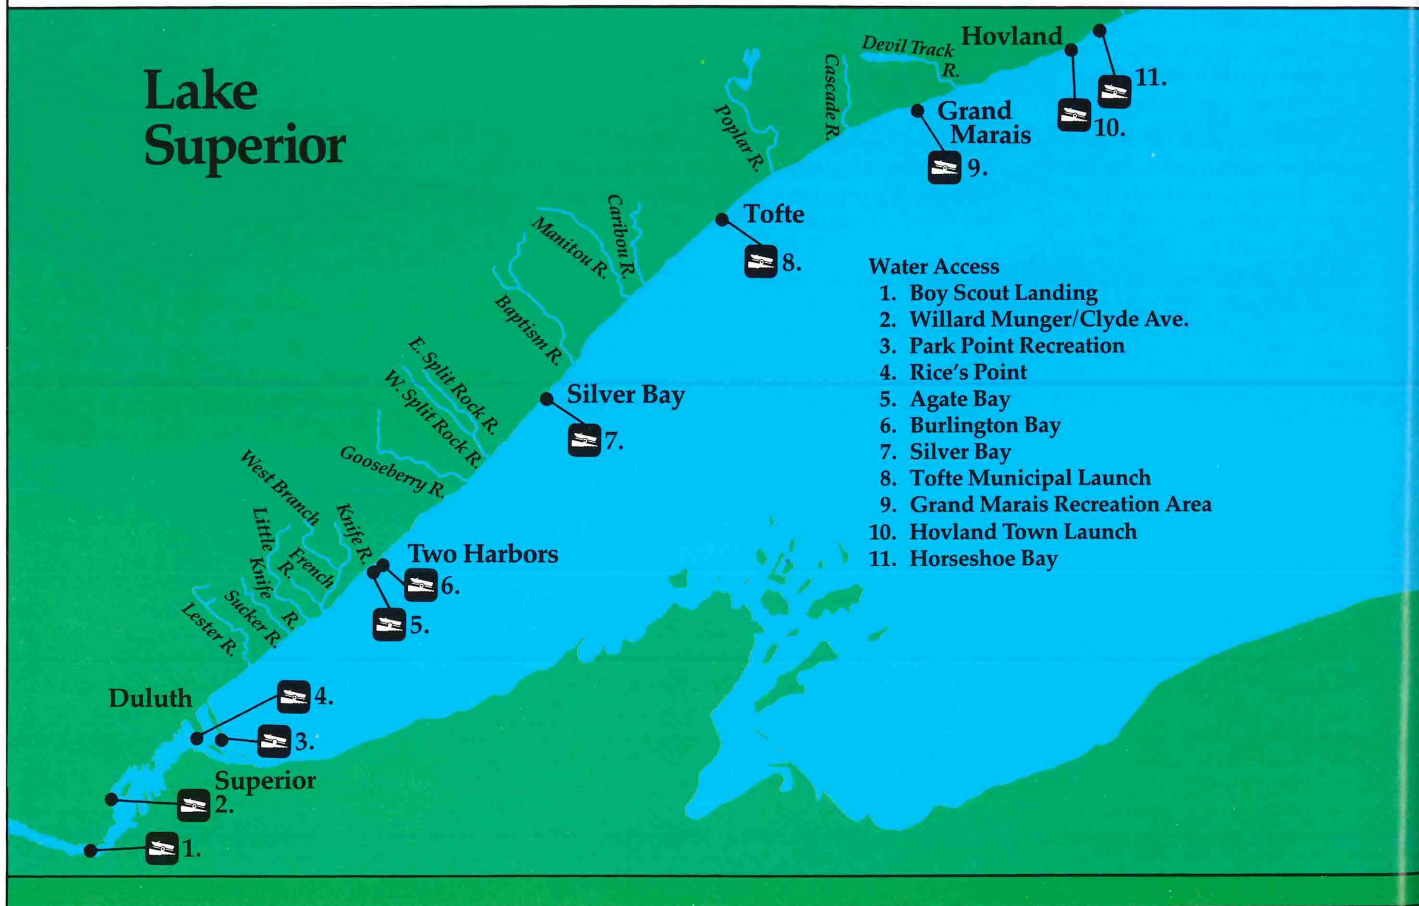 Lake
Superior
Devil Track
R.
Hovland
11.
10.
Cascade R.
Poplar R.
Grand
Marais
9.
Caribou R.
Manitou R.
Tofte
8.
Baptism R.
E. Split Rock R.
W. Split Rock R.
Silver Bay
7.
Gooseberry R.
West Branch
Knife R.
Little
Knife
R.
French
R.
Sucker R.
Lester R.
Two Harbors
6.
5.
Duluth
4.
3.
Superior
2.
1.
Water Access
1. Boy Scout Landing
2. Willard Munger/Clyde Ave.
3. Park Point Recreation
4. Rice's Point
5. Agate Bay
6. Burlington Bay
7. Silver Bay
8. Tofte Municipal Launch
9. Grand Marais Recreation Area
10. Hovland Town Launch
11. Horseshoe Bay